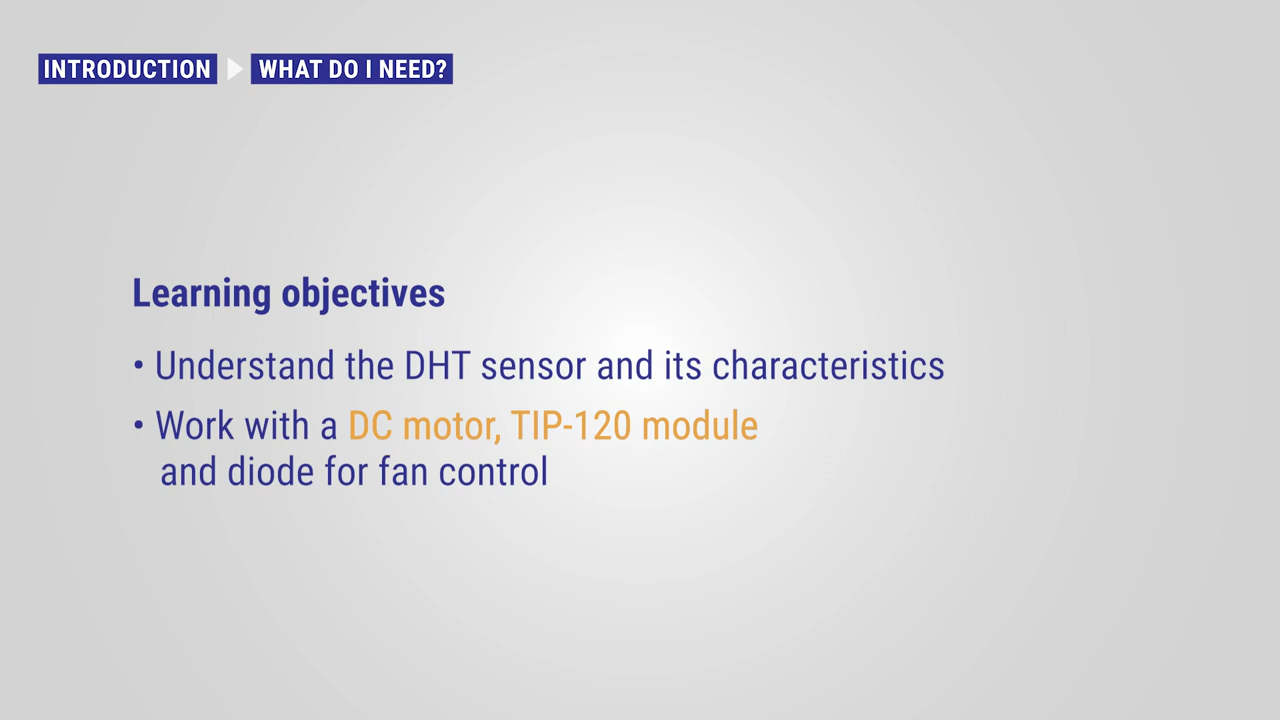 INTRODUCTION WHAT DO I NEED?
Learning objectives
• Understand the DHT sensor and its characteristics
• Work with a DC motor, TIP-120 module
and diode for fan control